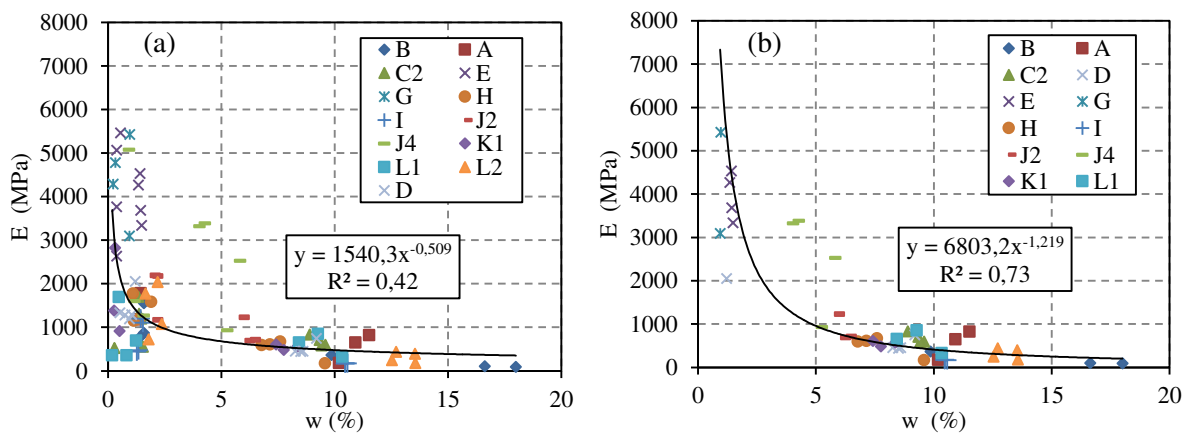 (a)
E (MPa)
8000
7000
6000
5000
4000
3000
2000
1000
0
B A
C2 E
G H
I J2
J4 K1
L1 L2
D
y = 1540,3x^-0,509
R² = 0,42
0 5 10 15 20
w (%)
(b)
E (MPa)
8000
7000
6000
5000
4000
3000
2000
1000
0
B A
C2 D
E G
H I
J2 J4
K1 L1
y = 6803,2x^-1,219
R² = 0,73
0 5 10 15 20
w (%)